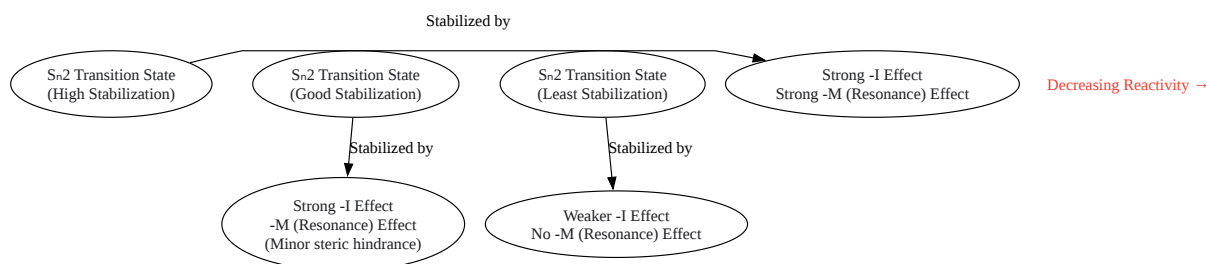 Stabilized by
Sₙ2 Transition State
(High Stabilization)
Sₙ2 Transition State
(Good Stabilization)
Sₙ2 Transition State
(Least Stabilization)
Strong -I Effect
Strong -M (Resonance) Effect
Decreasing Reactivity →
Stabilized by
Stabilized by
Strong -I Effect
-M (Resonance) Effect
(Minor steric hindrance)
Weaker -I Effect
No -M (Resonance) Effect